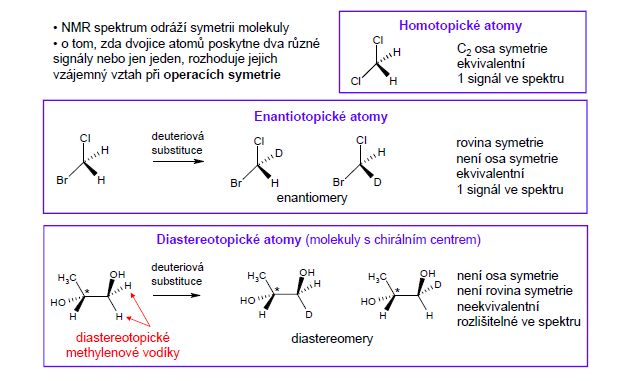 • NMR spektrum odráží symetrii molekuly
• o tom, zda dvojice atomů poskytne dva různé
signály nebo jen jeden, rozhoduje jejich
vzájemný vztah při operacích symetrie
Homotopické atomy
Cl
H
Cl
H
C2 osa symetrie
ekvivalentní
1 signál ve spektru
Enantiotopické atomy
Cl
H
Br
H
deuteriová
substituce
Cl
D
Br
H
Cl
H
Br
D
enantiomery
rovina symetrie
není osa symetrie
ekvivalentní
1 signál ve spektru
Diastereotopické atomy (molekuly s chirálním centrem)
H3C
OH
*
H
HO
H
H
diastereotopické
methylenové vodíky
deuteriová
substituce
H3C
OH
*
H
HO
H
D
H3C
OH
*
D
HO
H
H
diastereomery
není osa symetrie
není rovina symetrie
neekvivalentní
rozlišitelné ve spektru